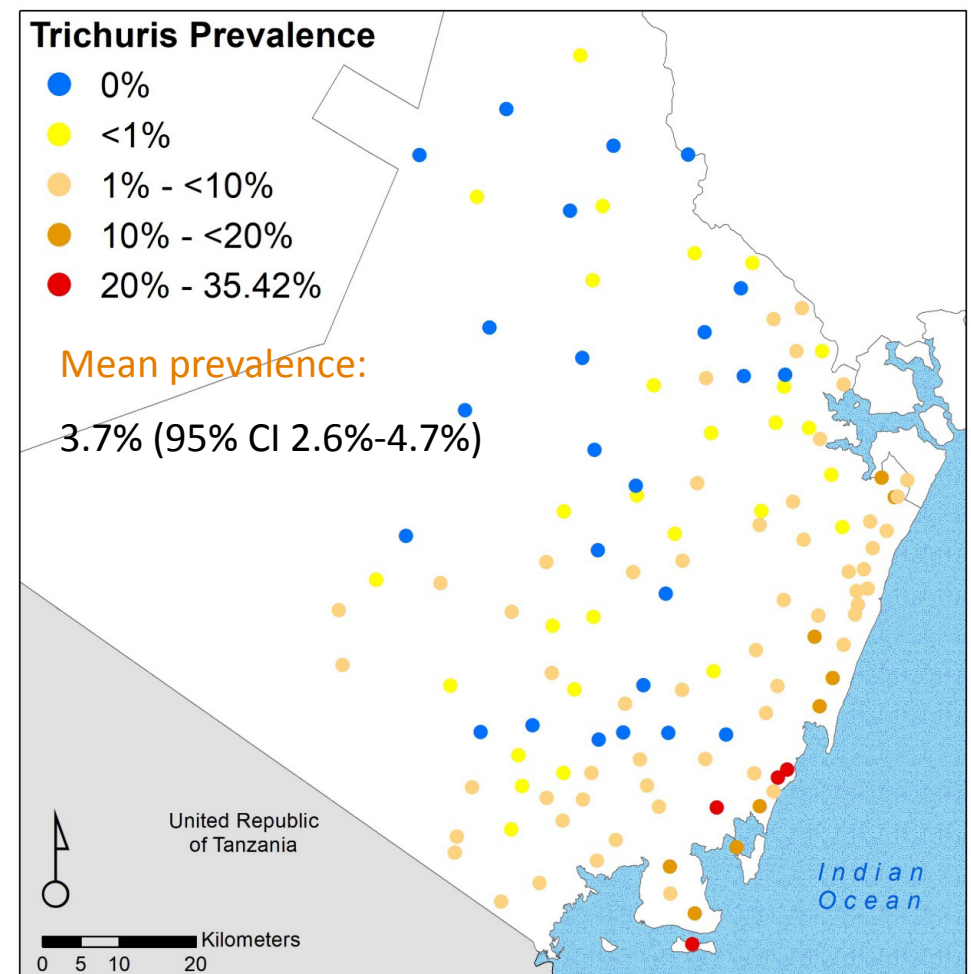 Trichuris Prevalence
0%
<1%
1% - <10%
10% - <20%
20% - 35.42%
Mean prevalence:
3.7% (95% CI 2.6%-4.7%)
United Republic
of Tanzania
Indian
Ocean
Kilometers
0 5 10 20